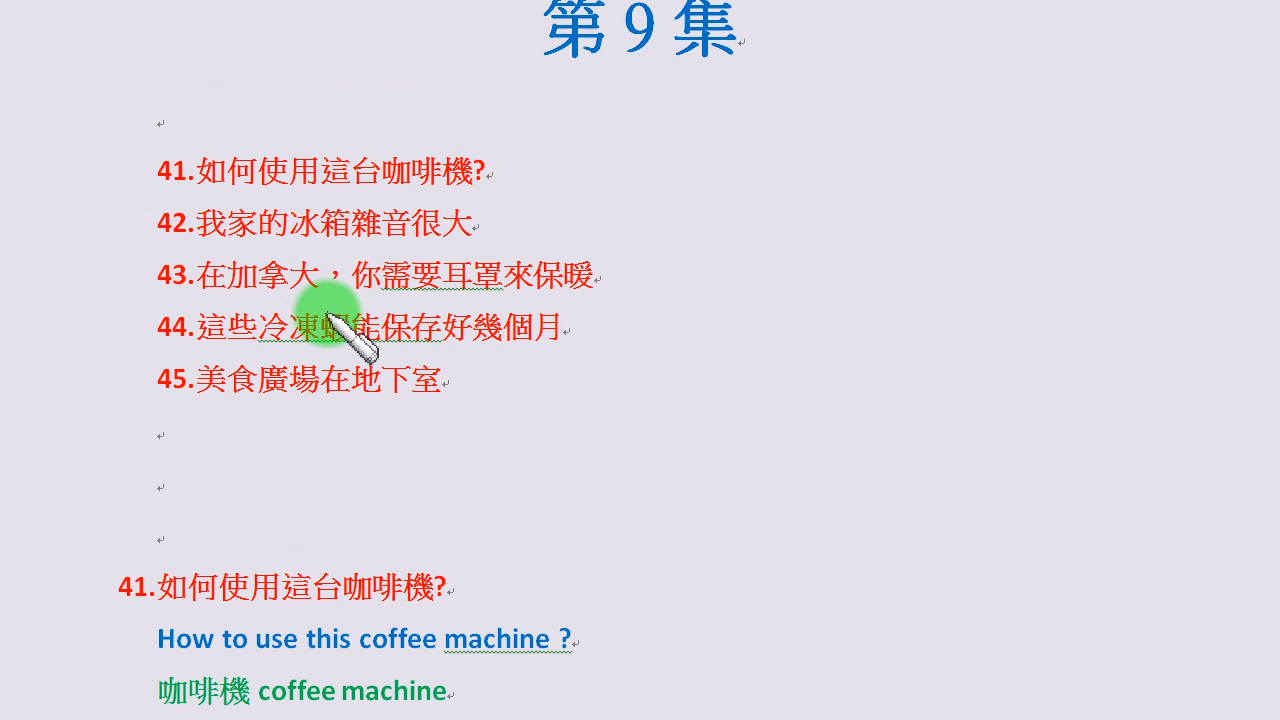 第 9 集
41.如何使用這台咖啡機?
42.我家的冰箱雜音很大
43.在加拿大，你需要耳罩來保暖
44.這些冷凍蝦能保存好幾個月
45.美食廣場在地下室
41.如何使用這台咖啡機?
How to use this coffee machine ?
咖啡機 coffee machine